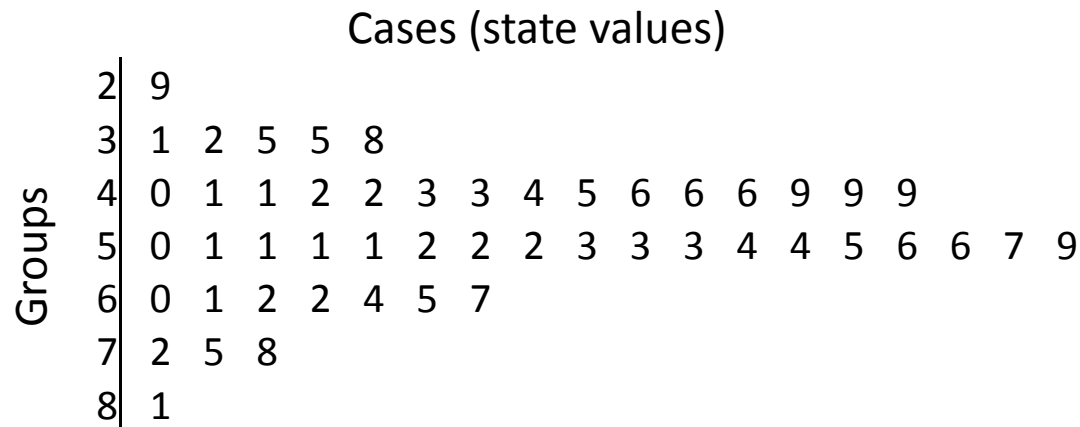 Cases (state values)
Groups
2 9
3 1 2 5 5 8
4 0 1 1 2 2 3 3 4 5 6 6 6 9 9 9
5 0 1 1 1 1 2 2 2 3 3 3 4 4 5 6 6 7 9
6 0 1 2 2 4 5 7
7 2 5 8
8 1